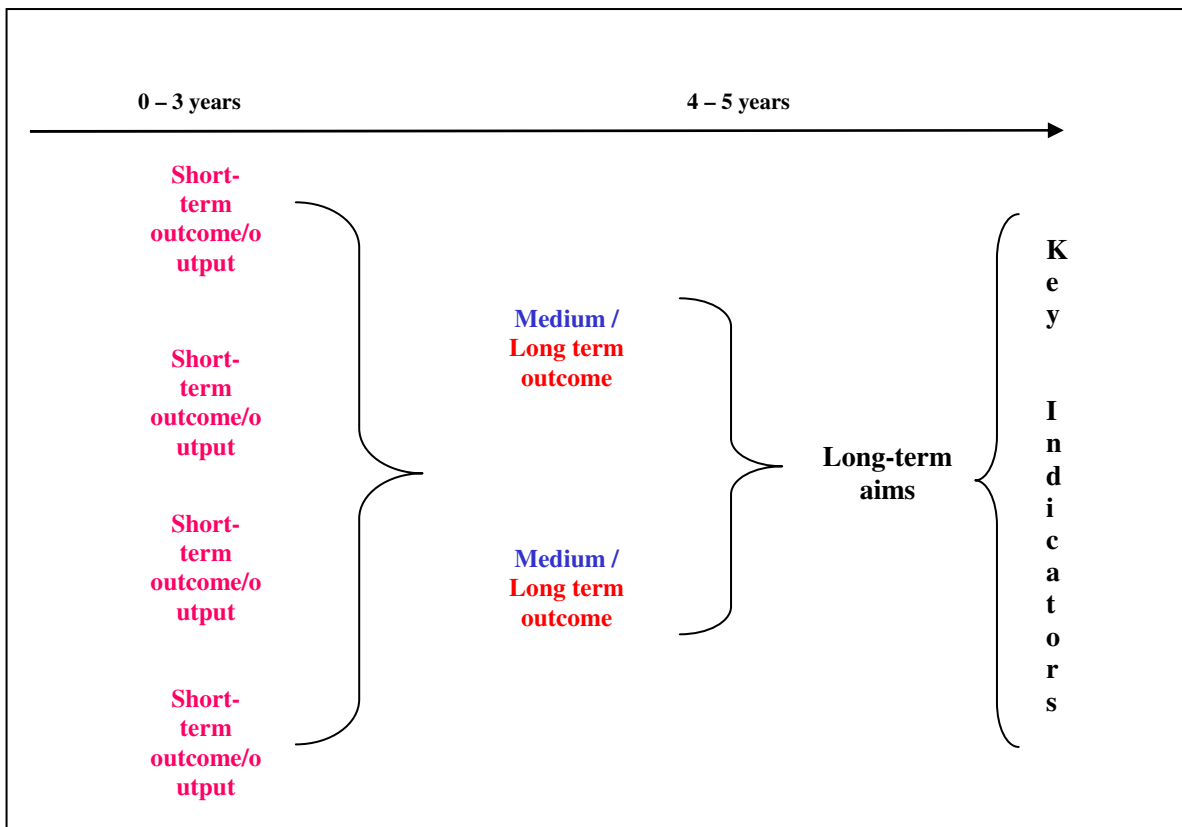 0 – 3 years
4 – 5 years
Short-
term
outcome/o
utput
Short-
term
outcome/o
utput
Short-
term
outcome/o
utput
Short-
term
outcome/o
utput
Medium /
Long term
outcome
Medium /
Long term
outcome
Long-term
aims
K
e
y
I
n
d
i
c
a
t
o
r
s